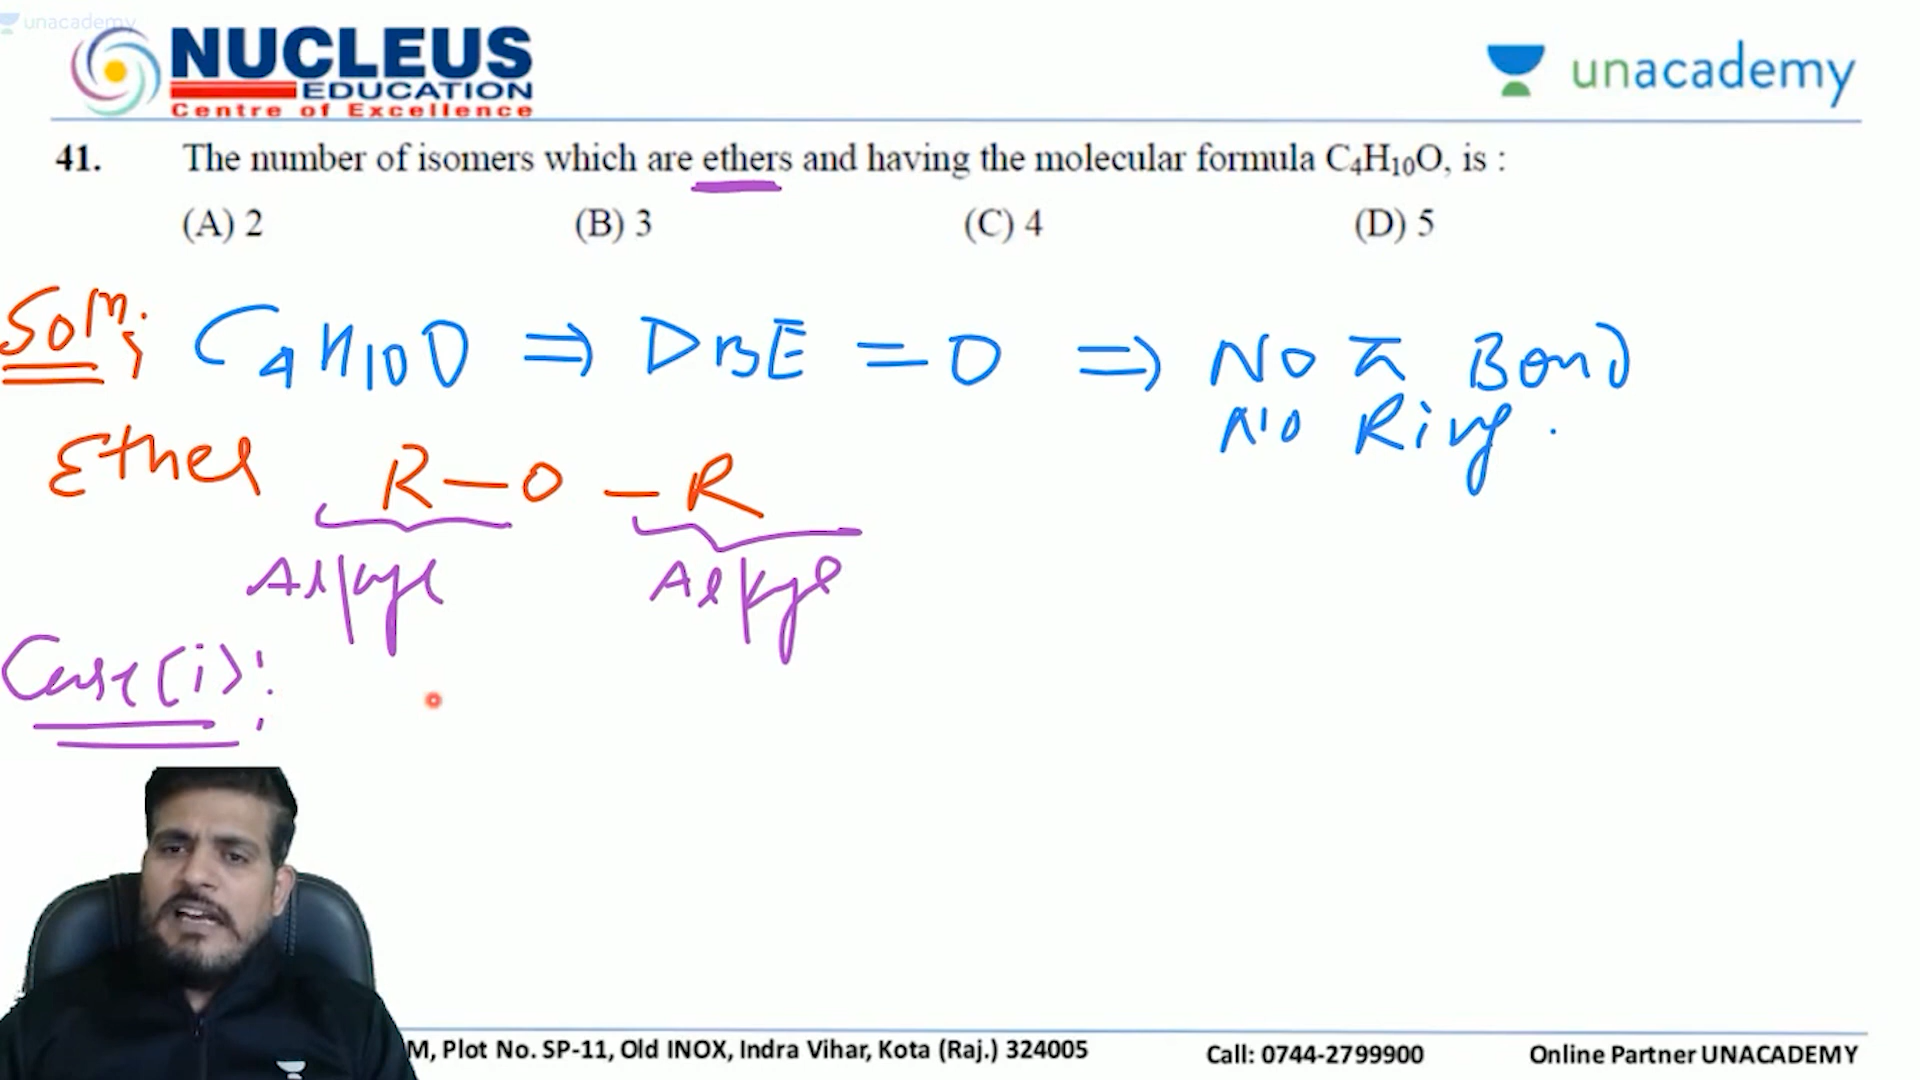 unacademy
NUCLEUS
EDUCATION
Centre of Excellence
unacademy
41. The number of isomers which are ethers and having the molecular formula C₄H₁₀O, is :
(A) 2 (B) 3 (C) 4 (D) 5
Solⁿ; C₄H₁₀O ⇒ DBE = 0 ⇒ No π Bond
No Ring.
Ether R—O—R
Alkyl Alkyl
Case(i):
M, Plot No. SP-11, Old INOX, Indra Vihar, Kota (Raj.) 324005 Call: 0744-2799900 Online Partner UNACADEMY